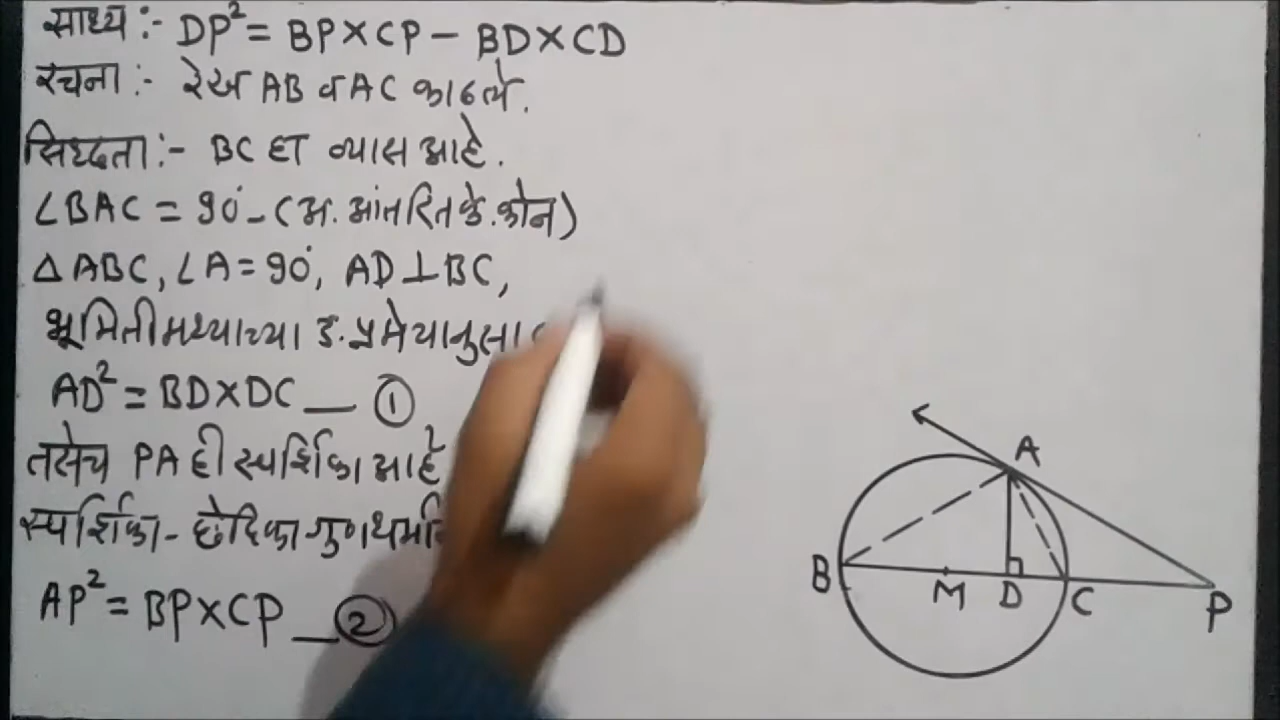 साध्य :- DP² = BP×CP - BD×CD
रचना :- रेख AB व AC काढले.
सिध्दता :- BC हा व्यास आहे.
∠BAC = 90° - (अ. आंतरित के. कोन)
△ABC, ∠A = 90°, AD⊥BC,
भूमितीमध्याच्या ड. प्रमेयानुसार
AD² = BD×DC __ ①
तसेच PA ही स्पर्शिका आहे
स्पर्शिका - छेदिका
AP² = BP×CP __ ②
A
B
M
D
C
P